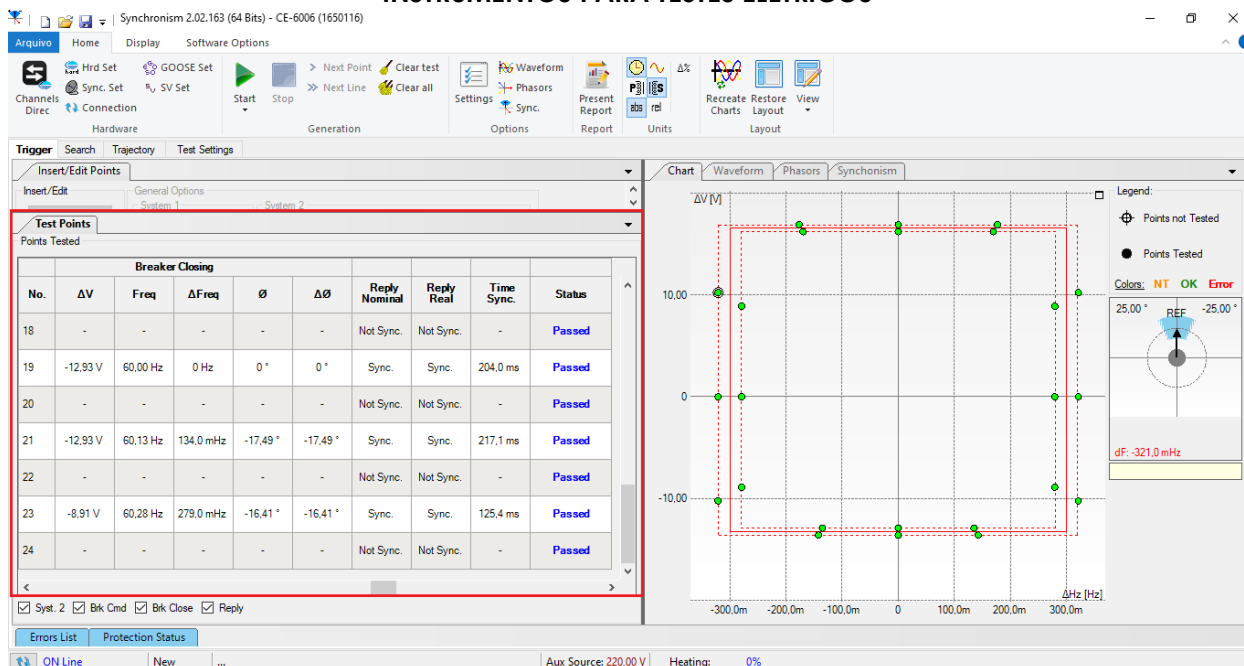 INSTRUMENTOS PARA TESTES ELÉTRICOS
Synchronism 2.02.163 (64 Bits) - CE-6006 (1650116)
Arquivo Home Display Software Options
Hrd Set GOOSE Set Next Point Clear test Waveform Δ%
Sync. Set SV Set Next Line Clear all Phasors
Channels Direc Connection Start Stop Settings Sync. Present Report abs rel Recreate Charts Restore Layout View
Hardware Generation Options Report Units Layout
Trigger Search Trajectory Test Settings
Insert/Edit Points Chart Waveform Phasors Synchonism
Insert/Edit General Options
System 1 System 2
Test Points
Points Tested
Breaker Closing
No. ΔV Freq ΔFreq Ø ΔØ Reply Nominal Reply Real Time Sync. Status
18 - - - - - Not Sync. Not Sync. - Passed
19 -12,93 V 60,00 Hz 0 Hz 0 ° 0 ° Sync. Sync. 204,0 ms Passed
20 - - - - - Not Sync. Not Sync. - Passed
21 -12,93 V 60,13 Hz 134,0 mHz -17,49 ° -17,49 ° Sync. Sync. 217,1 ms Passed
22 - - - - - Not Sync. Not Sync. - Passed
23 -8,91 V 60,28 Hz 279,0 mHz -16,41 ° -16,41 ° Sync. Sync. 125,4 ms Passed
24 - - - - - Not Sync. Not Sync. - Passed
Syst. 2 Brk Cmd Brk Close Reply
ΔV [V]
10,00
0
-10,00
ΔHz [Hz]
-300,0m -200,0m -100,0m 0 100,0m 200,0m 300,0m
Legend:
Points not Tested
Points Tested
Colors: NT OK Error
25,00 ° REF -25,00 °
dF: -321,0 mHz
Errors List Protection Status
ON Line New ... Aux Source: 220.00 V Heating: 0%